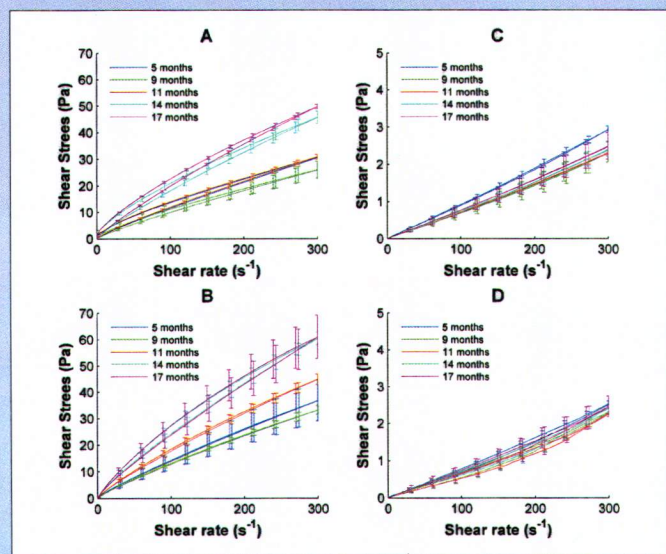 A
Shear Strees (Pa)
70
60
50
40
30
20
10
0
5 months
9 months
11 months
14 months
17 months
0 100 200 300
Shear rate (s⁻¹)
C
Shear Strees (Pa)
5
4
3
2
1
0
5 months
9 months
11 months
14 months
17 months
0 100 200 300
Shear rate (s⁻¹)
B
Shear Strees (Pa)
70
60
50
40
30
20
10
0
5 months
9 months
11 months
14 months
17 months
0 100 200 300
Shear rate (s⁻¹)
D
Shear Strees (Pa)
5
4
3
2
1
0
5 months
9 months
11 months
14 months
17 months
0 100 200 300
Shear rate (s⁻¹)